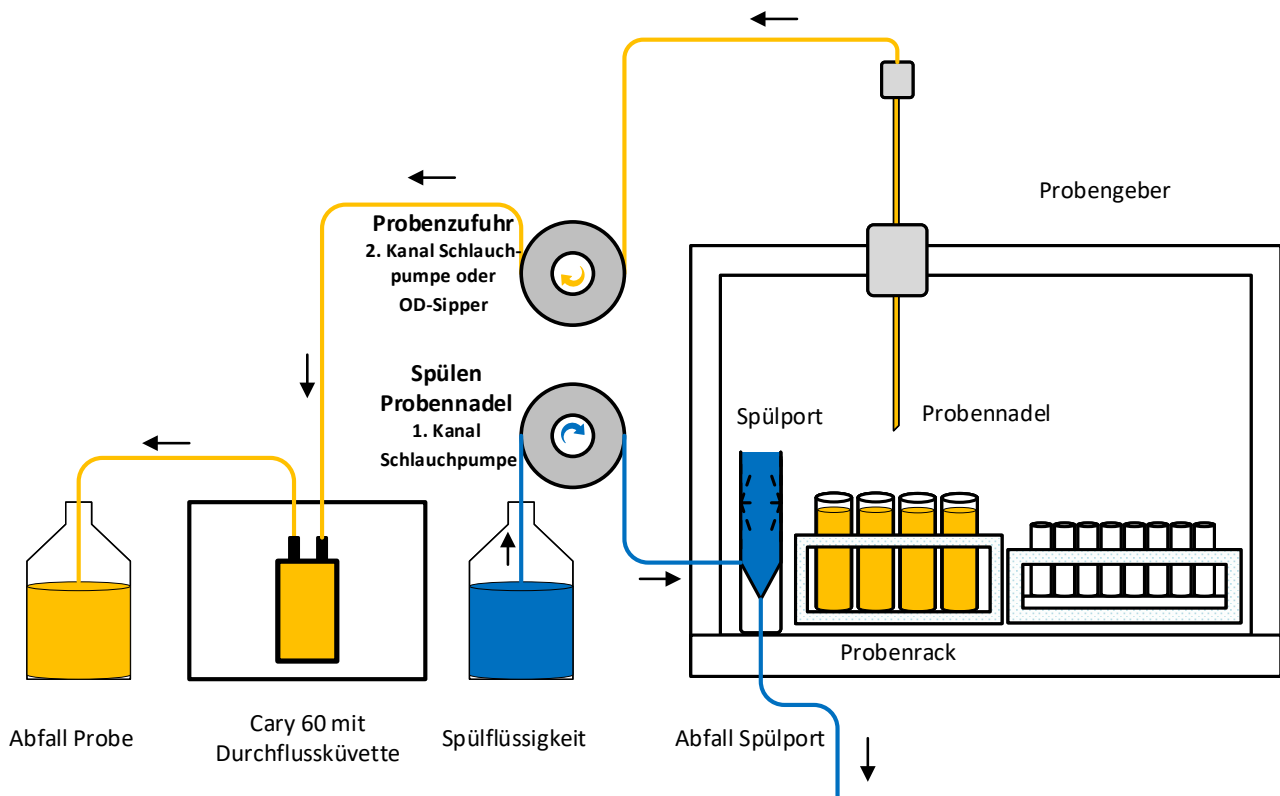 Probengeber
Probenzufuhr
2. Kanal Schlauch-
pumpe oder
OD-Sipper
Spülen
Probennadel
1. Kanal
Schlauchpumpe
Spülport
Probennadel
Probenrack
Abfall Probe
Cary 60 mit
Durchflussküvette
Spülflüssigkeit
Abfall Spülport